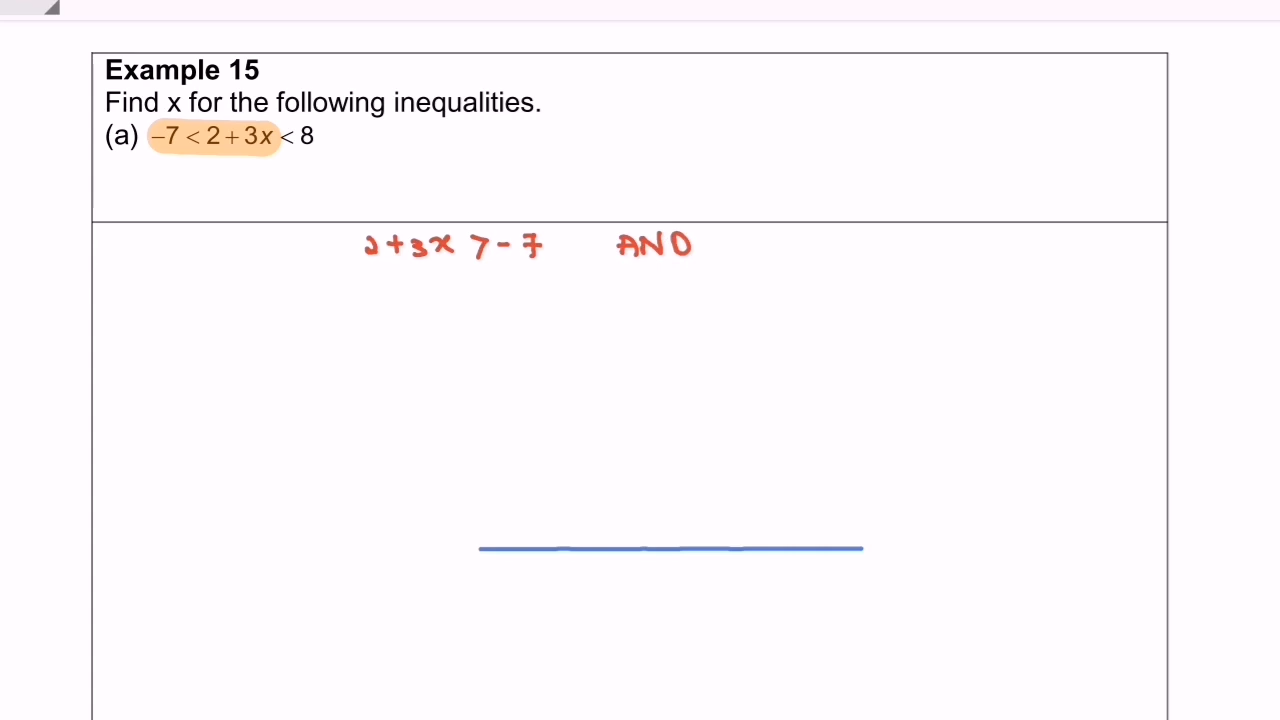 Example 15
Find x for the following inequalities.
(a) −7 < 2 + 3x < 8
2+3x > -7 AND